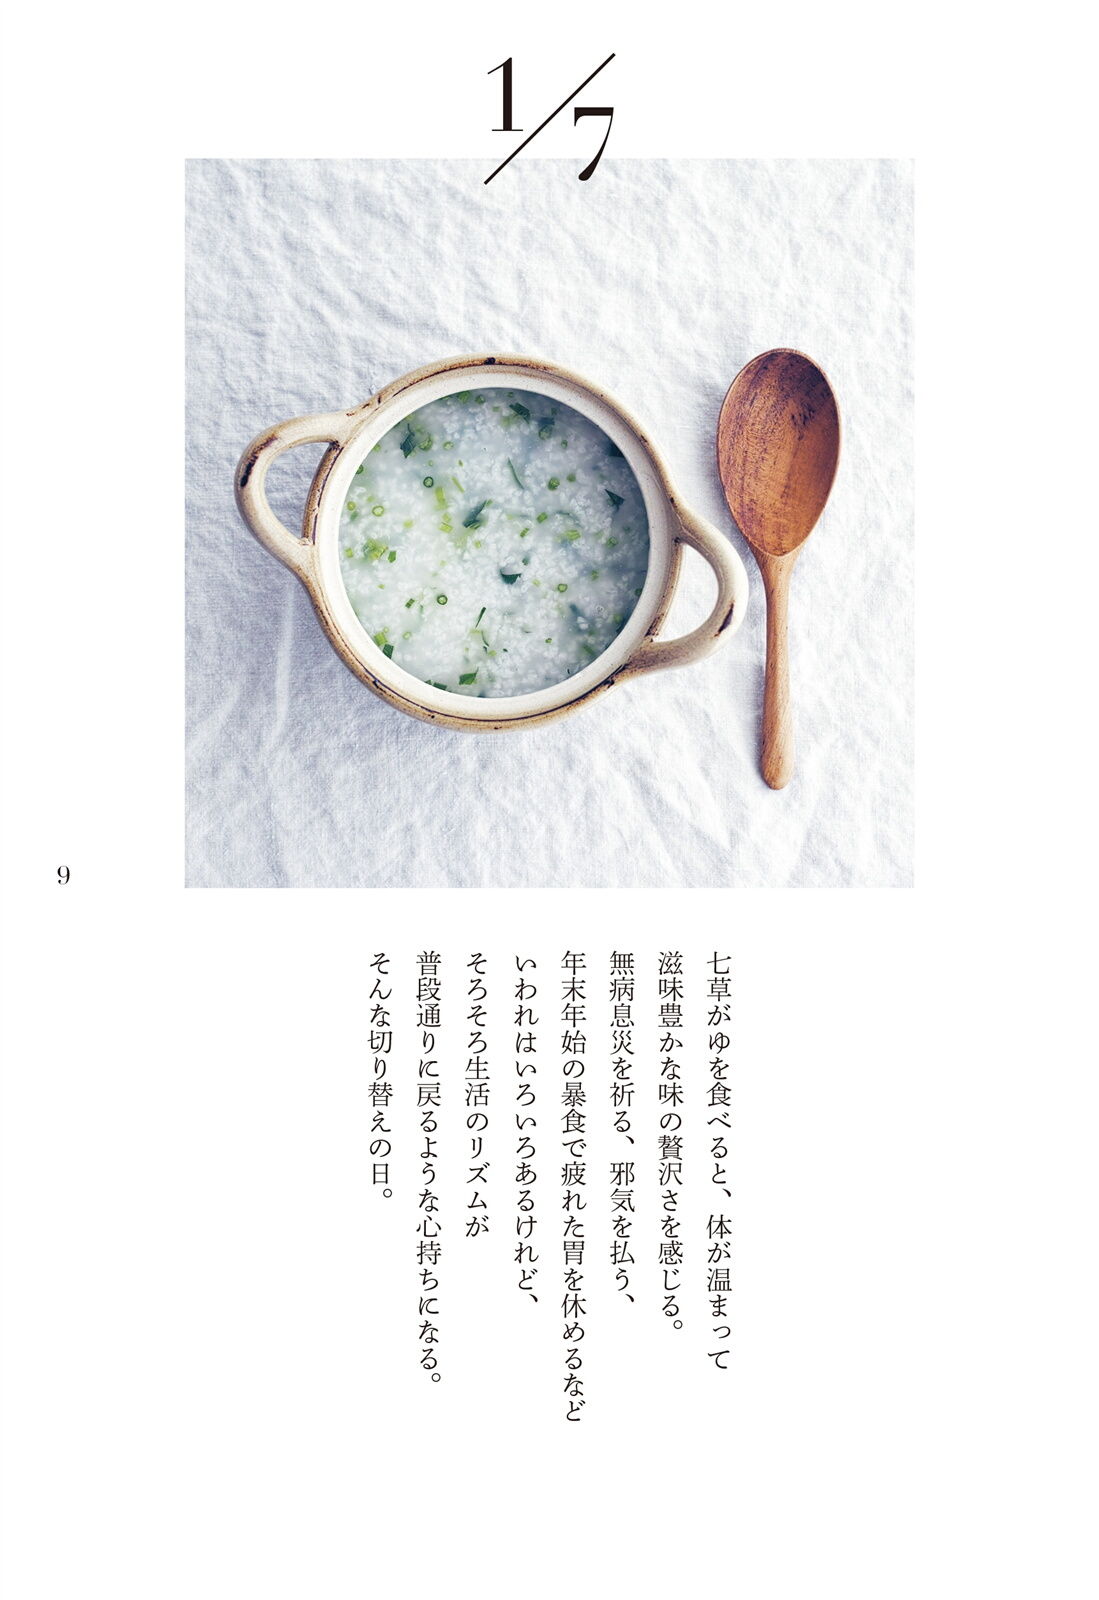 1/7
七草がゆを食べると、体が温まって
滋味豊かな味の贅沢さを感じる。
無病息災を祈る、邪気を払う、
年末年始の暴食で疲れた胃を休めるなど
いわれはいろいろあるけれど、
そろそろ生活のリズムが
普段通りに戻るような心持ちになる。
そんな切り替えの日。
9